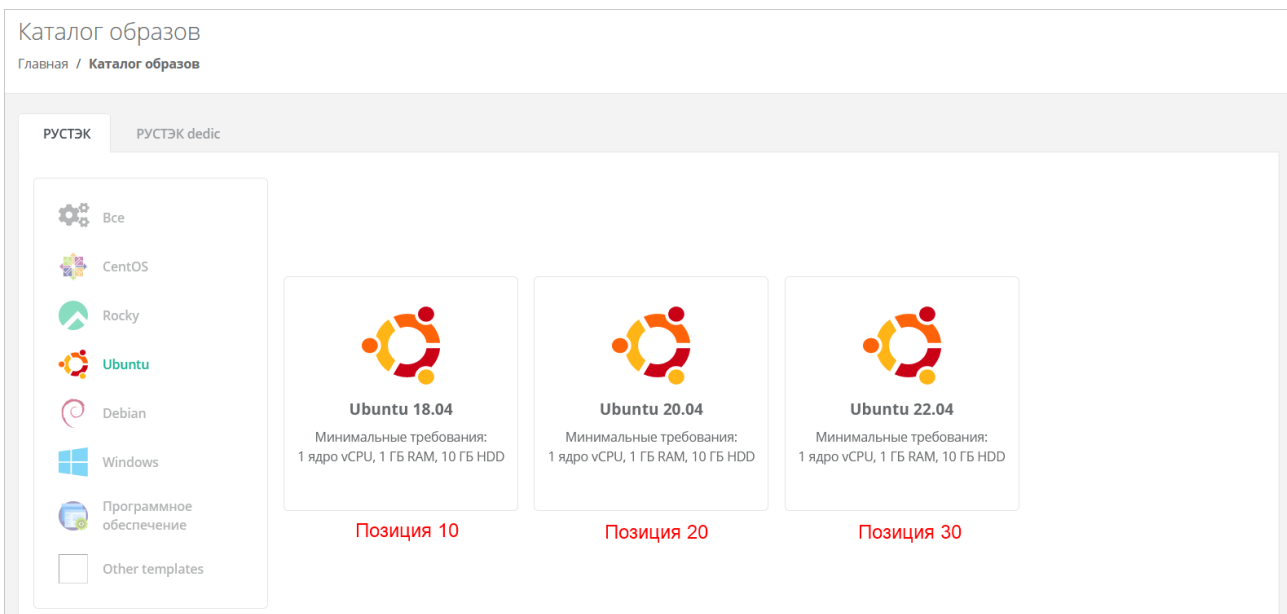 Каталог образов
Главная / Каталог образов
РУСТЭК
РУСТЭК dedic
Все
CentOS
Rocky
Ubuntu
Debian
Windows
Программное
обеспечение
Other templates
Ubuntu 18.04
Минимальные требования:
1 ядро vCPU, 1 ГБ RAM, 10 ГБ HDD
Позиция 10
Ubuntu 20.04
Минимальные требования:
1 ядро vCPU, 1 ГБ RAM, 10 ГБ HDD
Позиция 20
Ubuntu 22.04
Минимальные требования:
1 ядро vCPU, 1 ГБ RAM, 10 ГБ HDD
Позиция 30